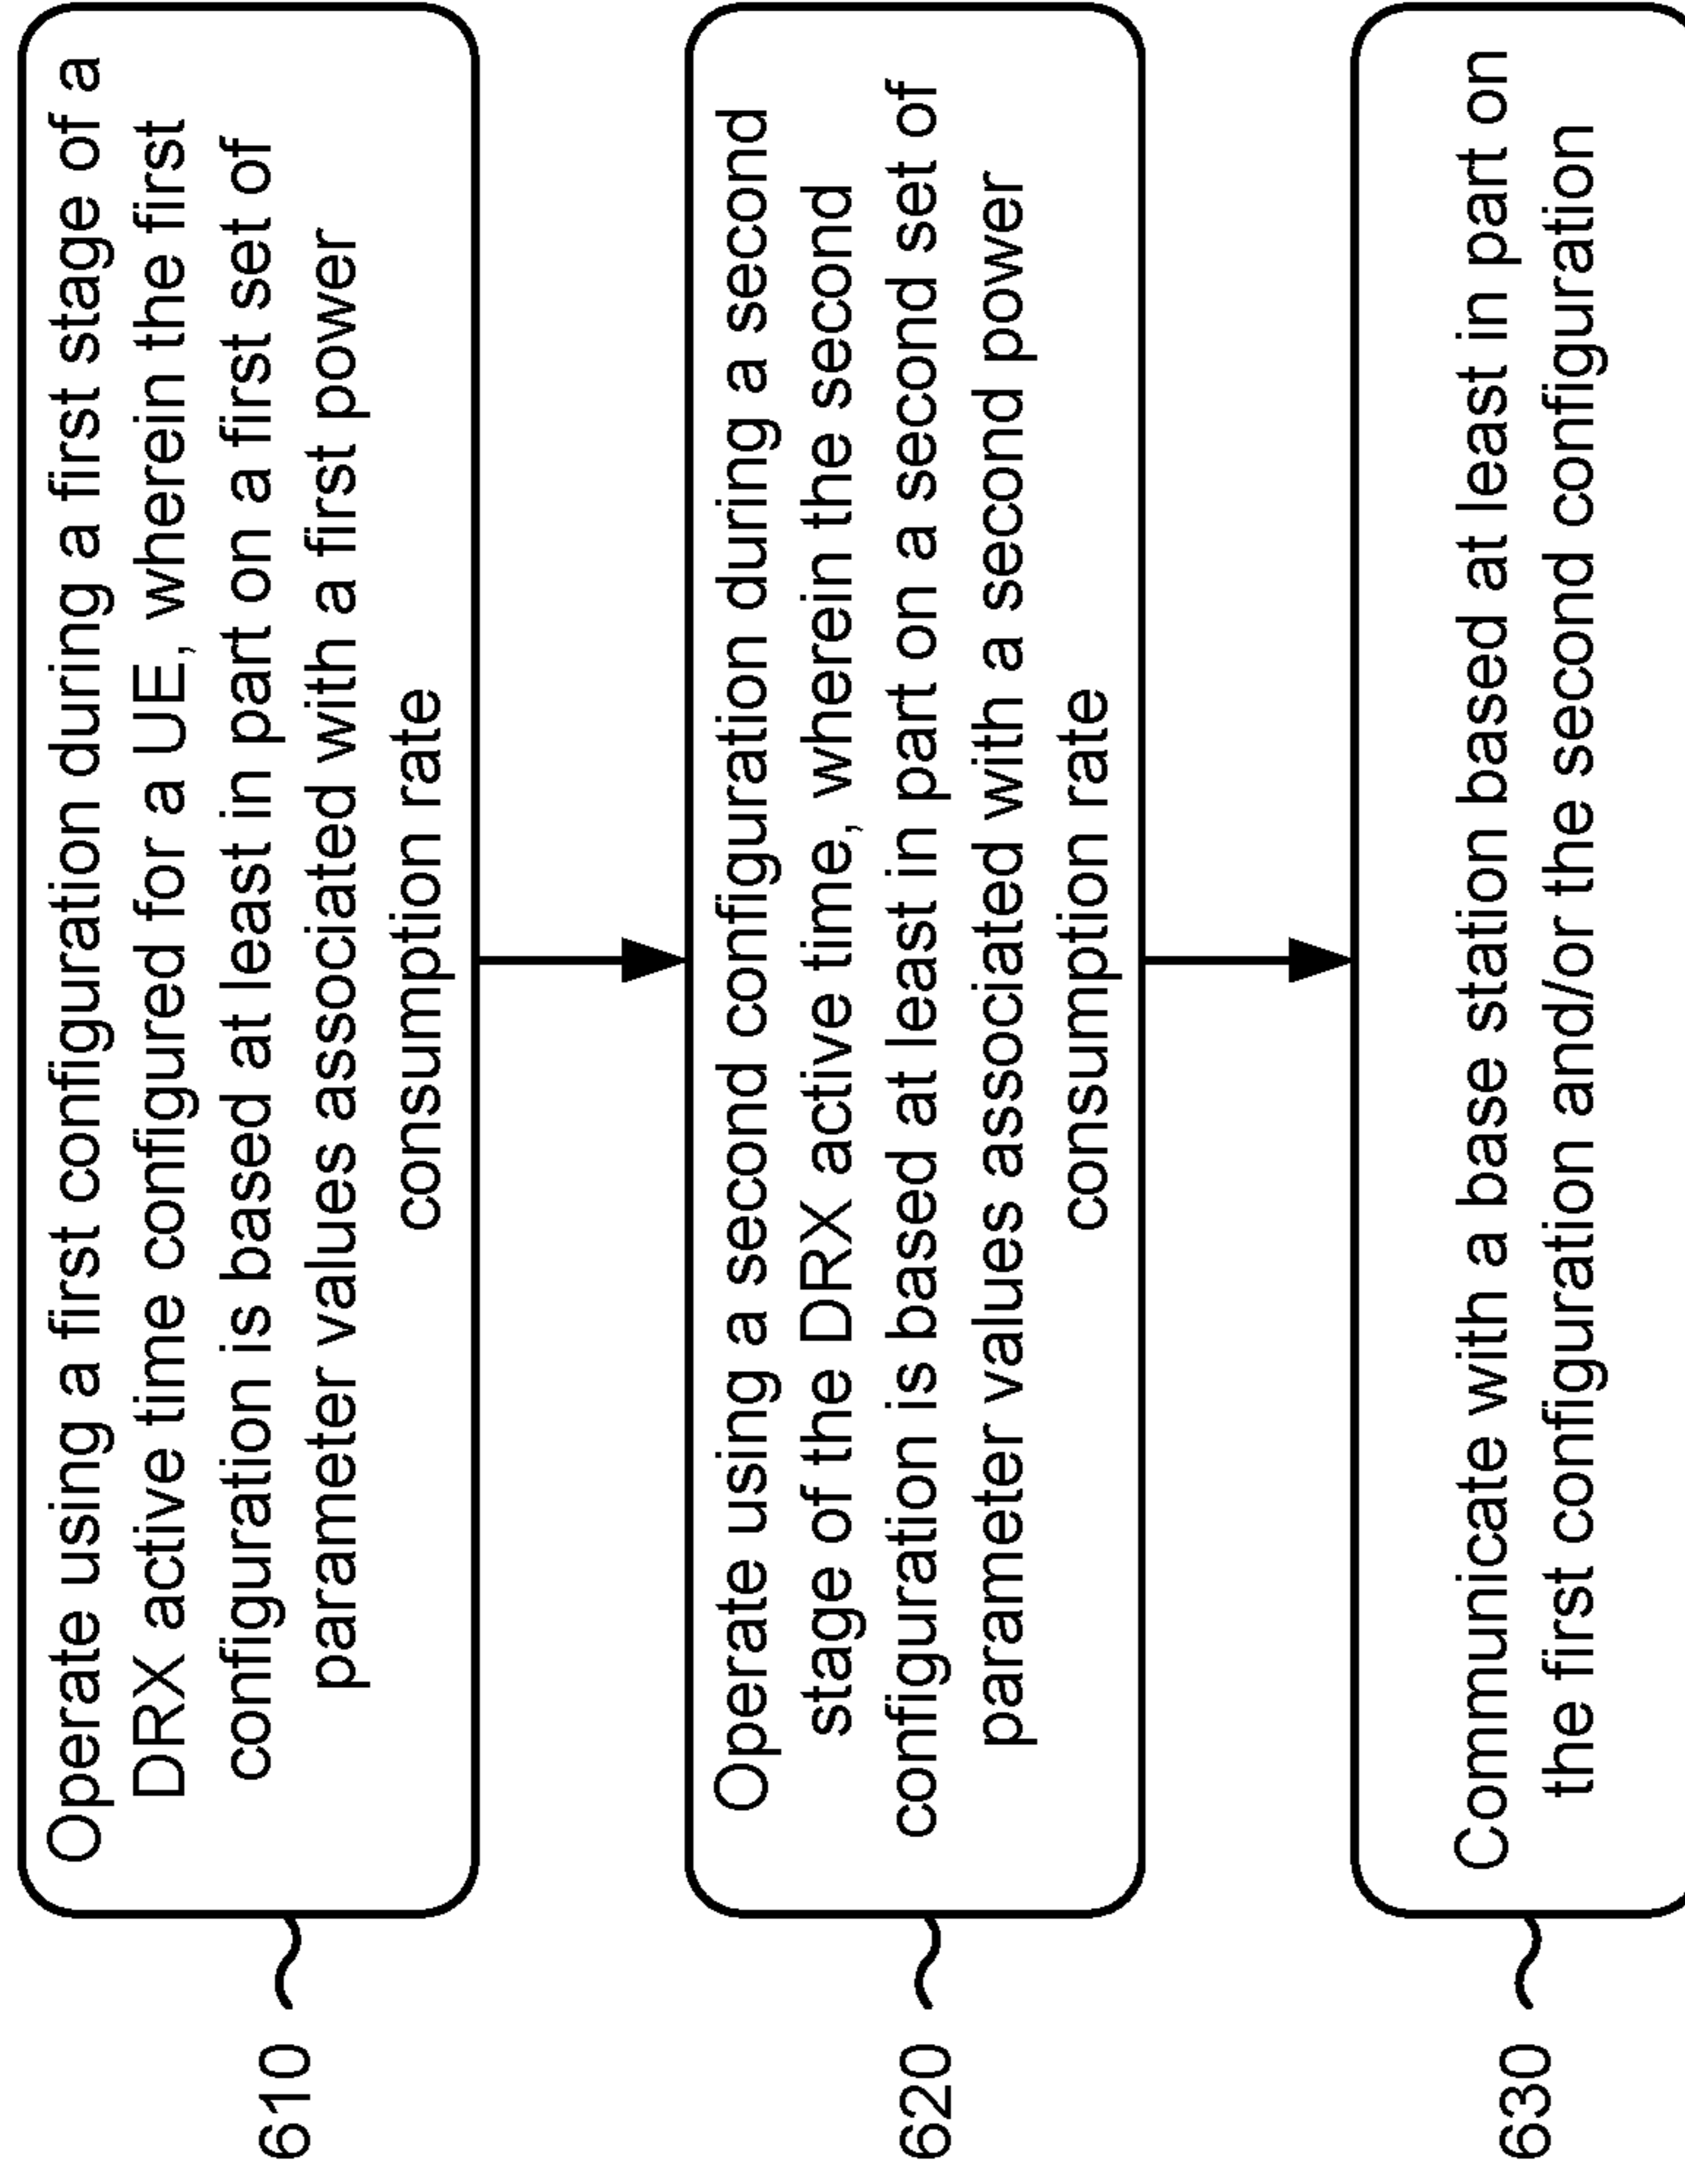 610
Operate using a first configuration during a first stage of a
DRX active time configured for a UE, wherein the first
configuration is based at least in part on a first set of
parameter values associated with a first power
consumption rate
620
Operate using a second configuration during a second
stage of the DRX active time, wherein the second
configuration is based at least in part on a second set of
parameter values associated with a second power
consumption rate
630
Communicate with a base station based at least in part on
the first configuration and/or the second configuration